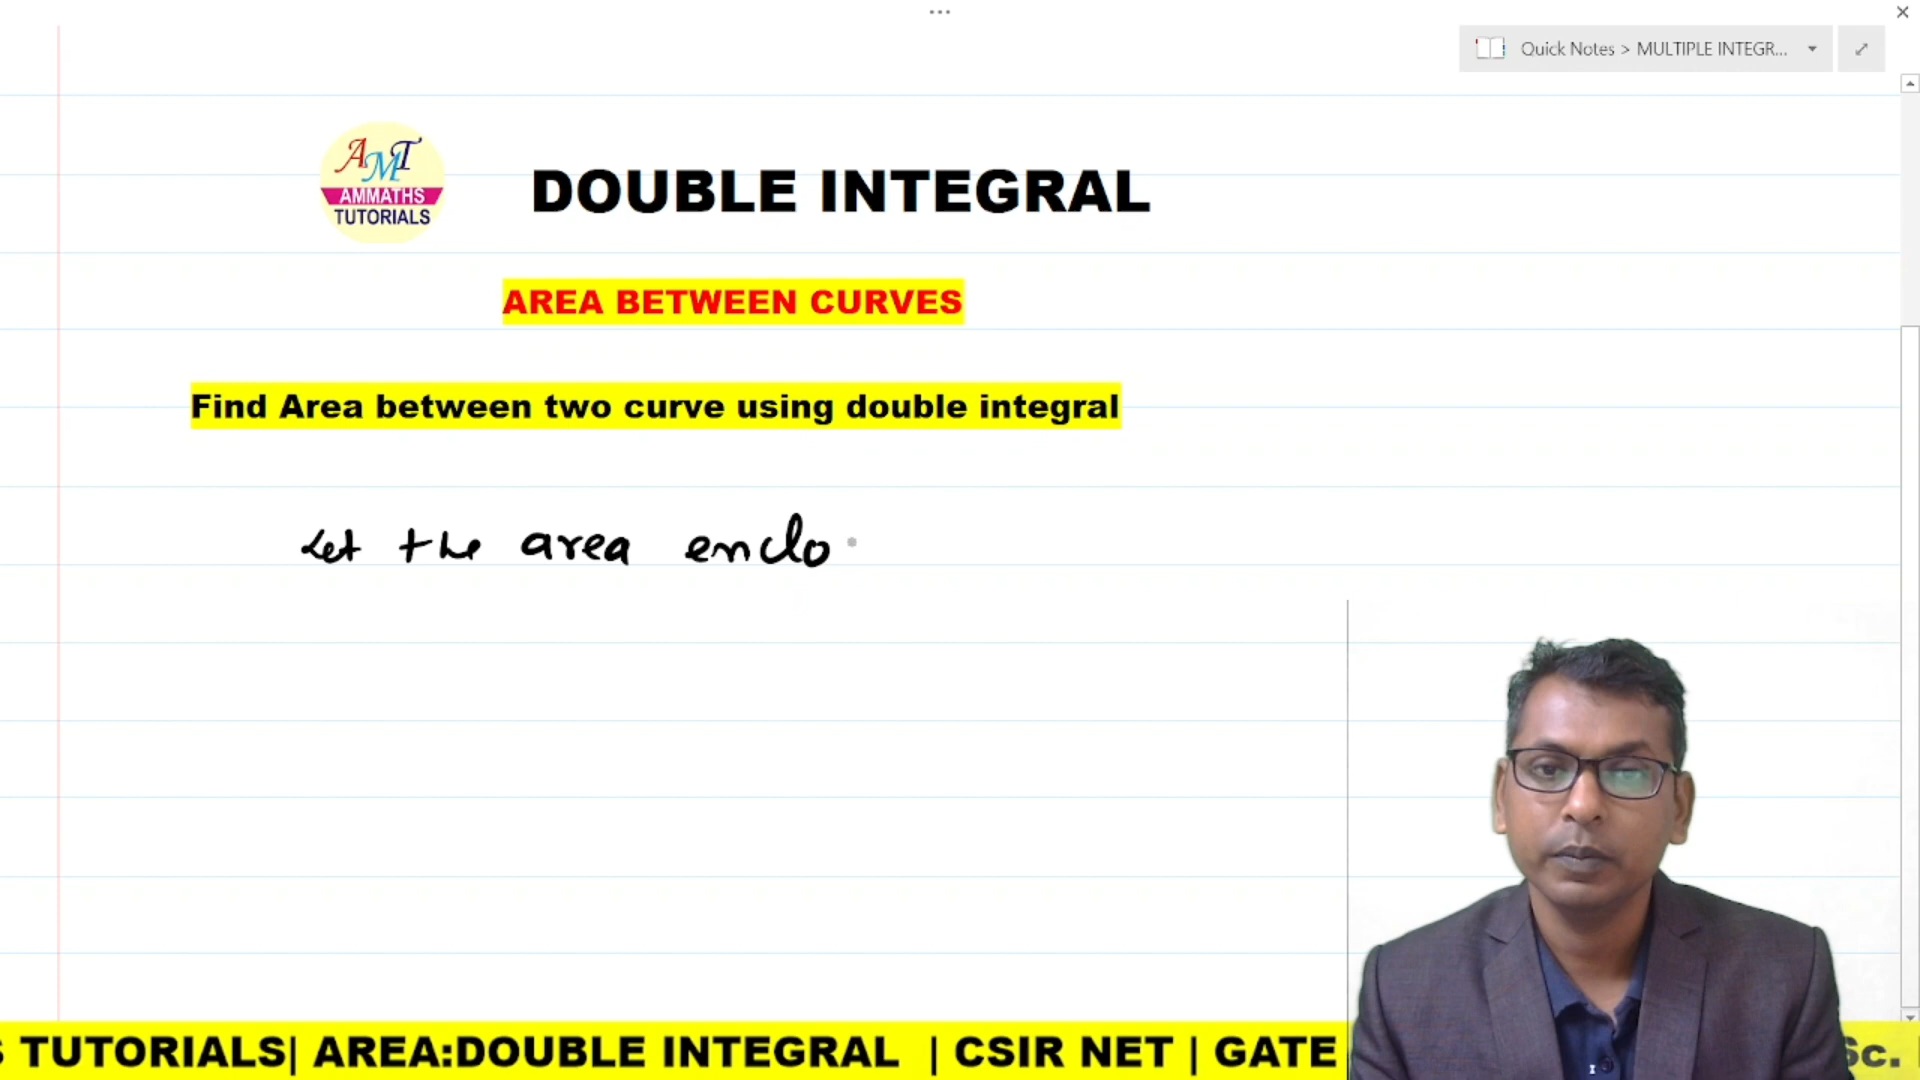 Quick Notes > MULTIPLE INTEGR...
AMT
AMMATHS
TUTORIALS
DOUBLE INTEGRAL
AREA BETWEEN CURVES
Find Area between two curve using double integral
Let the area enclo
S TUTORIALS| AREA:DOUBLE INTEGRAL | CSIR NET | GATE Sc.